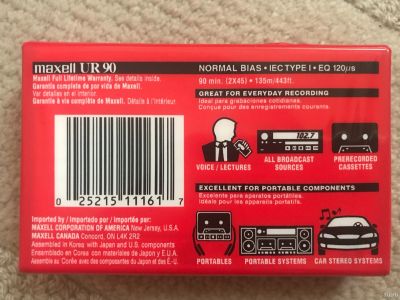 maxell UR 90
Maxell Full Lifetime Warranty. See details inside.
Garantía completa de por vida de Maxell.
Ver detalles en el interior.
Garantie à vie complète de Maxell. Détails à l'intérieur.
0 25215 11161 7
Imported by / importado por / importée par:
MAXELL CORPORATION OF AMERICA New Jersey, U.S.A.
MAXELL CANADA Concord, ON L4K 2R2
Assembled in Korea with Japan and U.S. components
Ensamblado en Corea con materiales de Japon y E.U.A.
Assemblé au Corée avec des composantes du Japon et des É.-U.
NORMAL BIAS • IEC TYPE I • EQ 120μs
90 min. (2X45) • 135m/443ft.
GREAT FOR EVERYDAY RECORDING
Ideal para grabaciones cotidianas.
Conçu pour des enregistrements courants.
102.7
VOICE / LECTURES
ALL BROADCAST
SOURCES
PRERECORDED
CASSETTES
EXCELLENT FOR PORTABLE COMPONENTS
Excelente para aparatos portátiles.
Idéale pour les appareils portatifs.
PORTABLES
PORTABLE SYSTEMS
CAR STEREO SYSTEMS